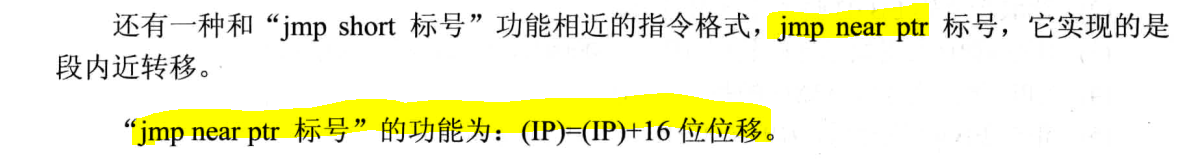 还有一种和“jmp short 标号”功能相近的指令格式，jmp near ptr 标号，它实现的是
段内近转移。
“jmp near ptr 标号”的功能为：(IP)=(IP)+16 位位移。